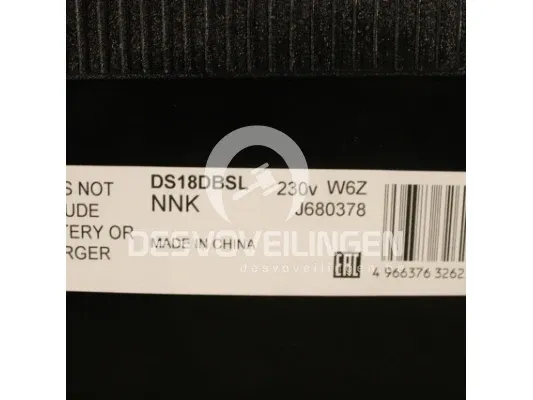 S NOT
UDE
TERY OR
RGER
DS18DBSL
NNK
MADE IN CHINA
230v W6Z
J680378
EAC
4 966376 3262
DESVOVEILINGEN
desvoveilingen